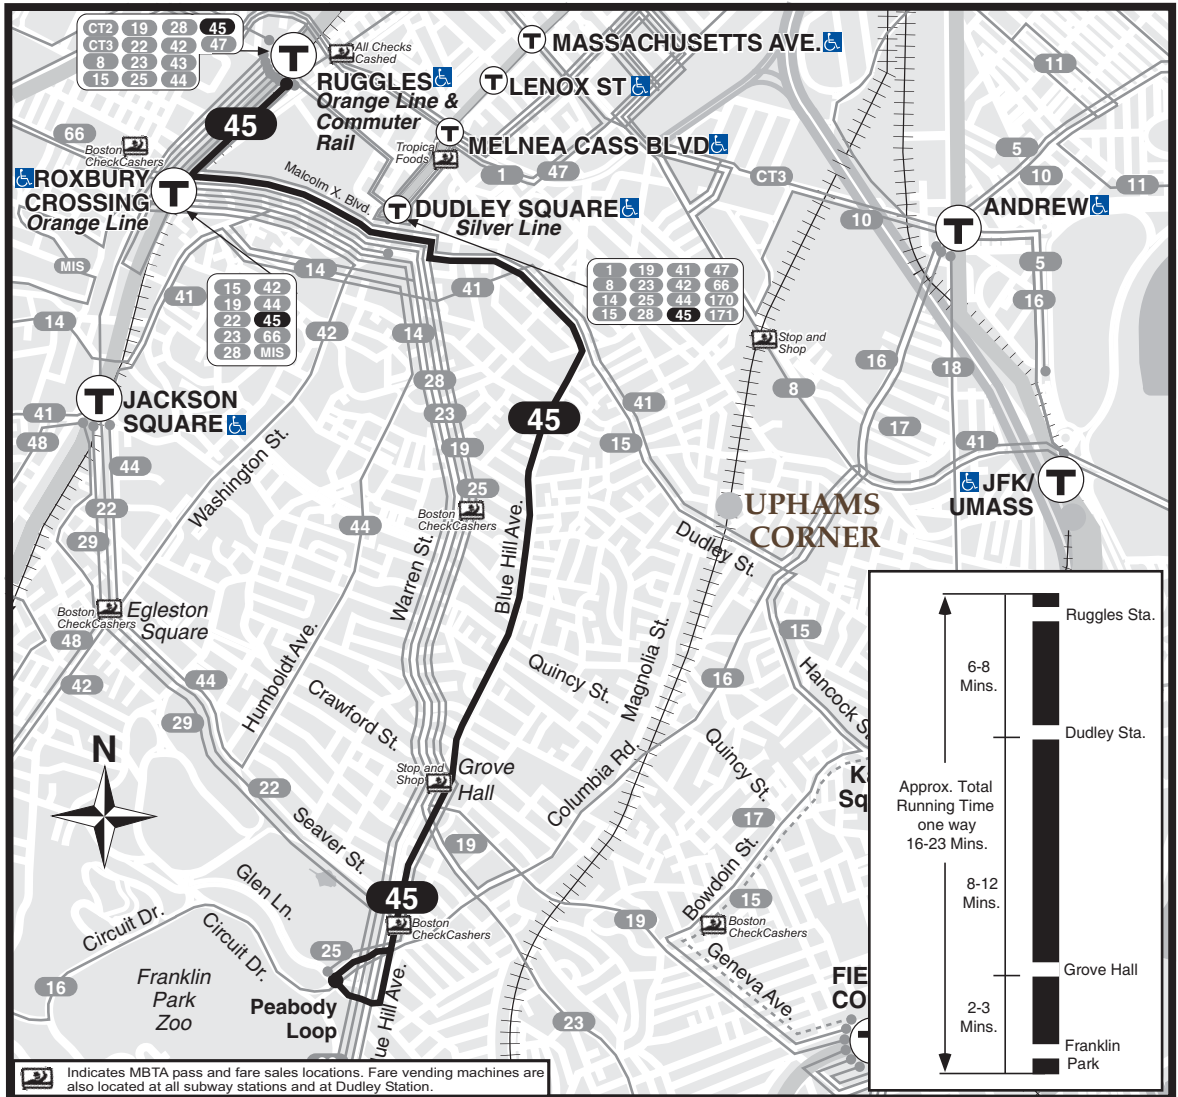 CT2 19 28 45
CT3 22 42 47
8 23 43
15 25 44
All Checks
Cashed
MASSACHUSETTS AVE.
RUGGLES
Orange Line &
Commuter
Rail
LENOX ST
11
45
66
Boston
CheckCashers
Tropical
Foods
MELNEA CASS BLVD
1
47
5
10
11
CT3
ROXBURY
CROSSING
Orange Line
Malcolm X. Blvd.
DUDLEY SQUARE
Silver Line
ANDREW
10
MIS
14
41
15 42
19 44
22 45
23 66
28 MIS
41
1 19 41 47
8 23 42 66
14 25 44 170
15 28 45 171
5
16
14
42
14
Stop and
Shop
16
18
28
8
JACKSON
SQUARE
41
48
44
23
45
41
15
17
41
19
Washington St.
25
Boston
CheckCashers
JFK/
UMASS
22
44
29
UPHAMS
CORNER
Blue Hill Ave.
Warren St.
Dudley St.
Boston
CheckCashers
Egleston
Square
48
15
42
44
29
Humboldt Ave.
Crawford St.
Quincy St.
Magnolia St.
16
Hancock S
Quincy St.
Columbia Rd.
N
Stop and
Shop
Grove
Hall
22
Seaver St.
19
17
K
Sq
Bowdoin St.
45
Glen Ln.
Circuit Dr.
Circuit Dr.
25
Boston
CheckCashers
19
15
Boston
CheckCashers
Geneva Ave.
16
Franklin
Park
Zoo
Peabody
Loop
ue Hill Ave.
23
FIE
CO
Ruggles Sta.
6-8
Mins.
Dudley Sta.
Approx. Total
Running Time
one way
16-23 Mins.
8-12
Mins.
Grove Hall
2-3
Mins.
Franklin
Park
Indicates MBTA pass and fare sales locations. Fare vending machines are
also located at all subway stations and at Dudley Station.